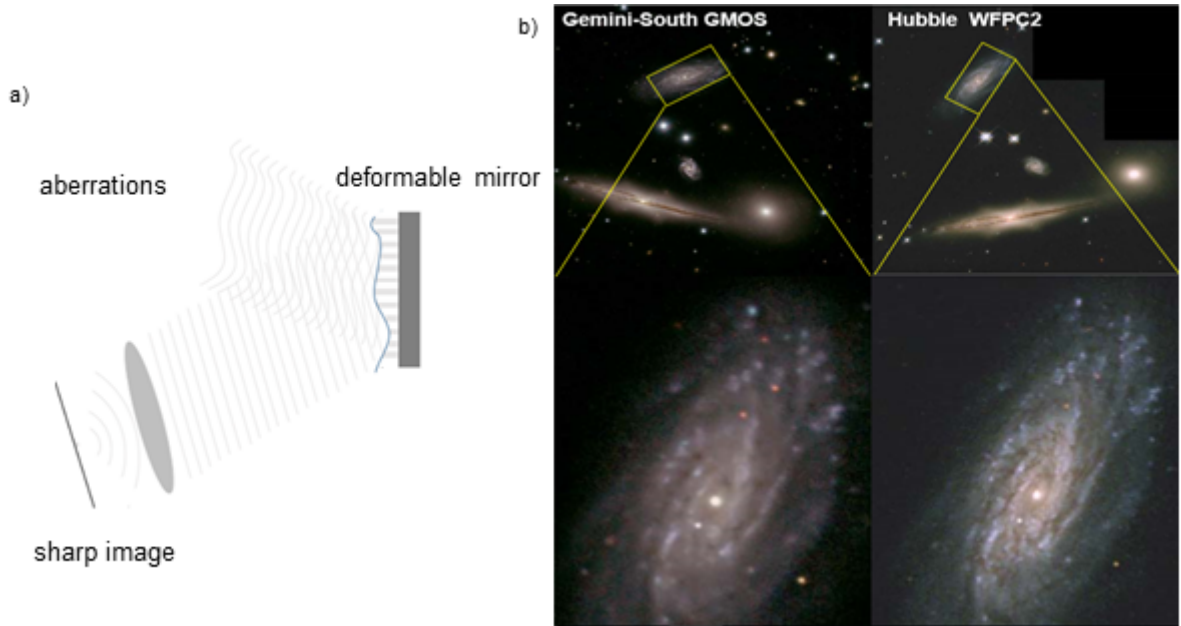 a)
aberrations
deformable mirror
sharp image
b)
Gemini-South GMOS
Hubble WFPC2